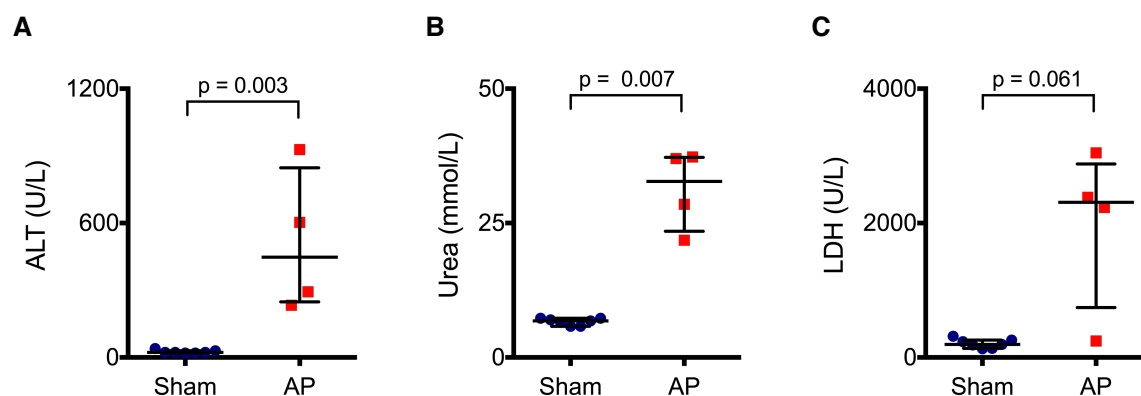 A
p = 0.003
1200
600
0
ALT (U/L)
Sham
AP
B
p =  0.007
50
25
0
Urea (mmol/L)
Sham
AP
C
p = 0.061
4000
2000
0
LDH (U/L)
Sham
AP